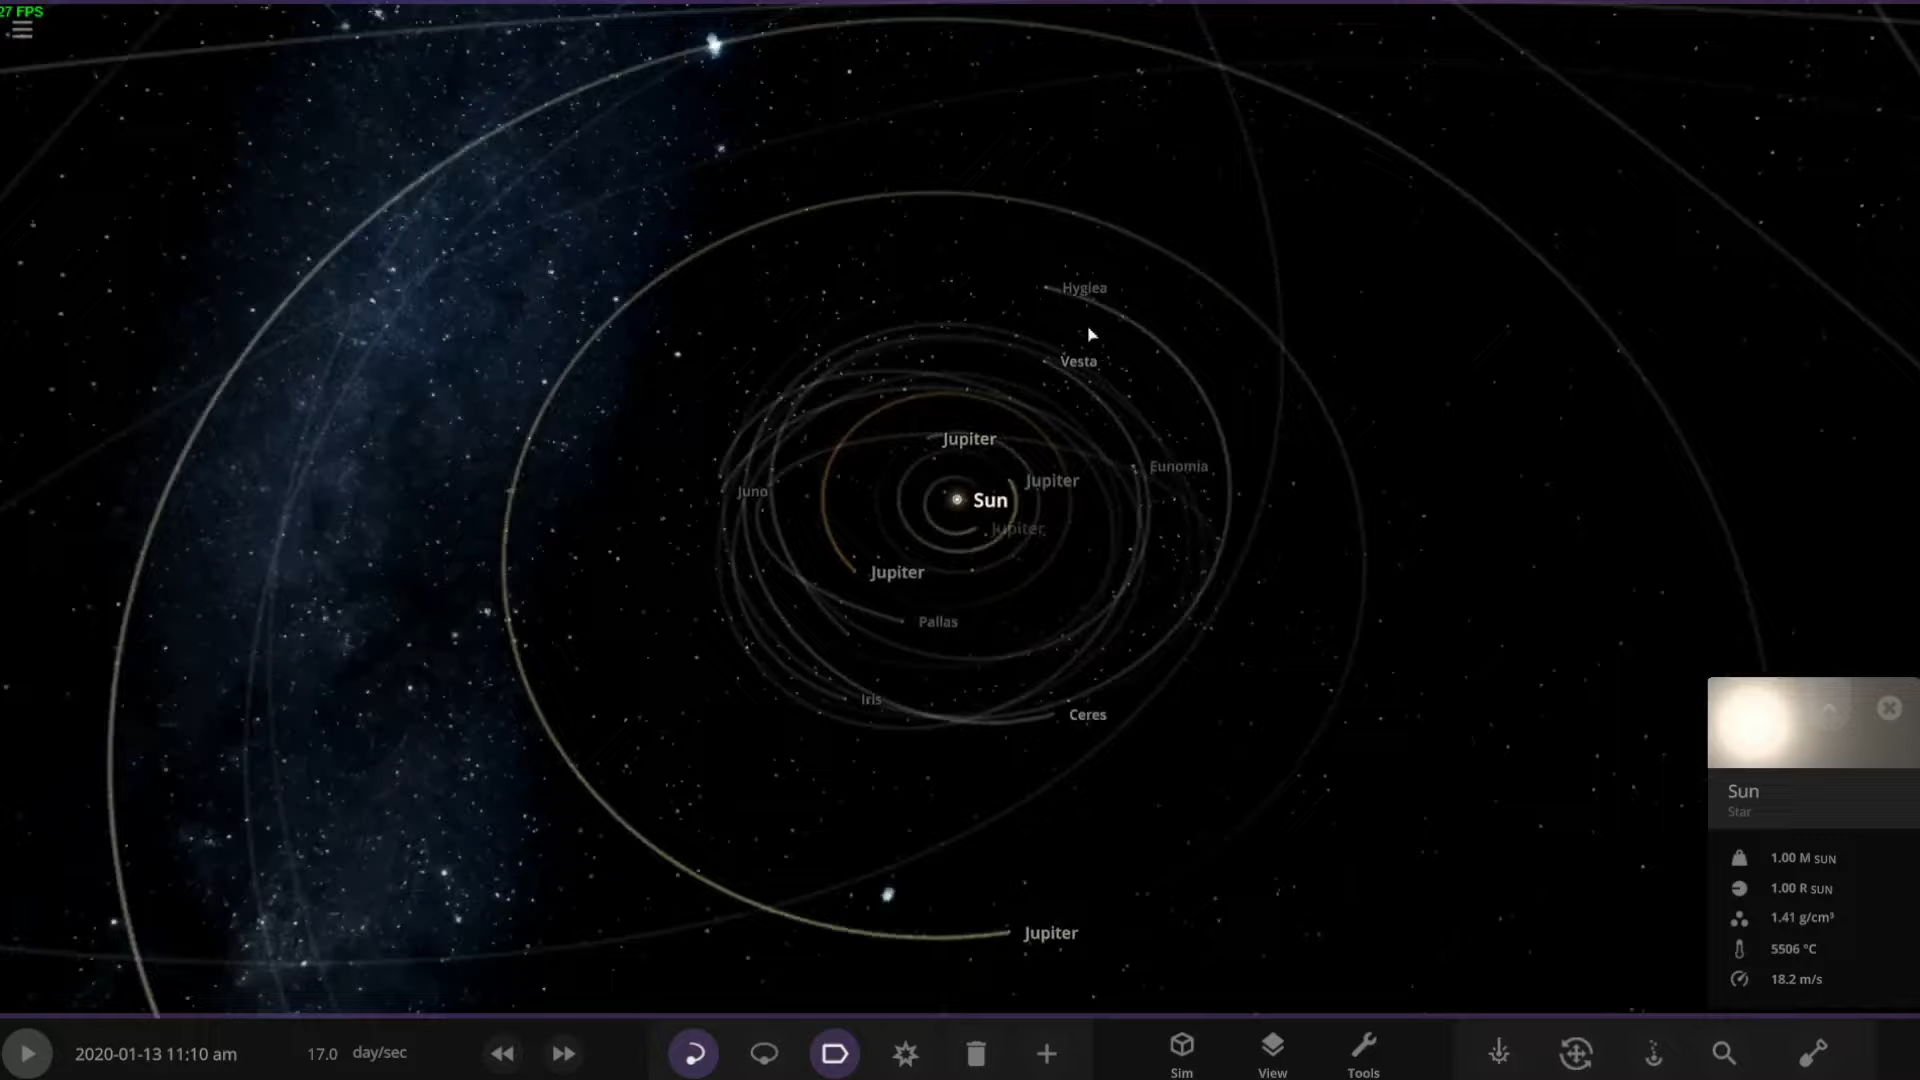 27 FPS
Hygiea
Vesta
Jupiter
Eunomia
Jupiter
Juno
Sun
Jupiter
Jupiter
Pallas
Iris
Ceres
Jupiter
Sun
Star
1.00 M SUN
1.00 R SUN
1.41 g/cm³
5506 °C
18.2 m/s
2020-01-13 11:10 am
17.0 day/sec
Sim
View
Tools